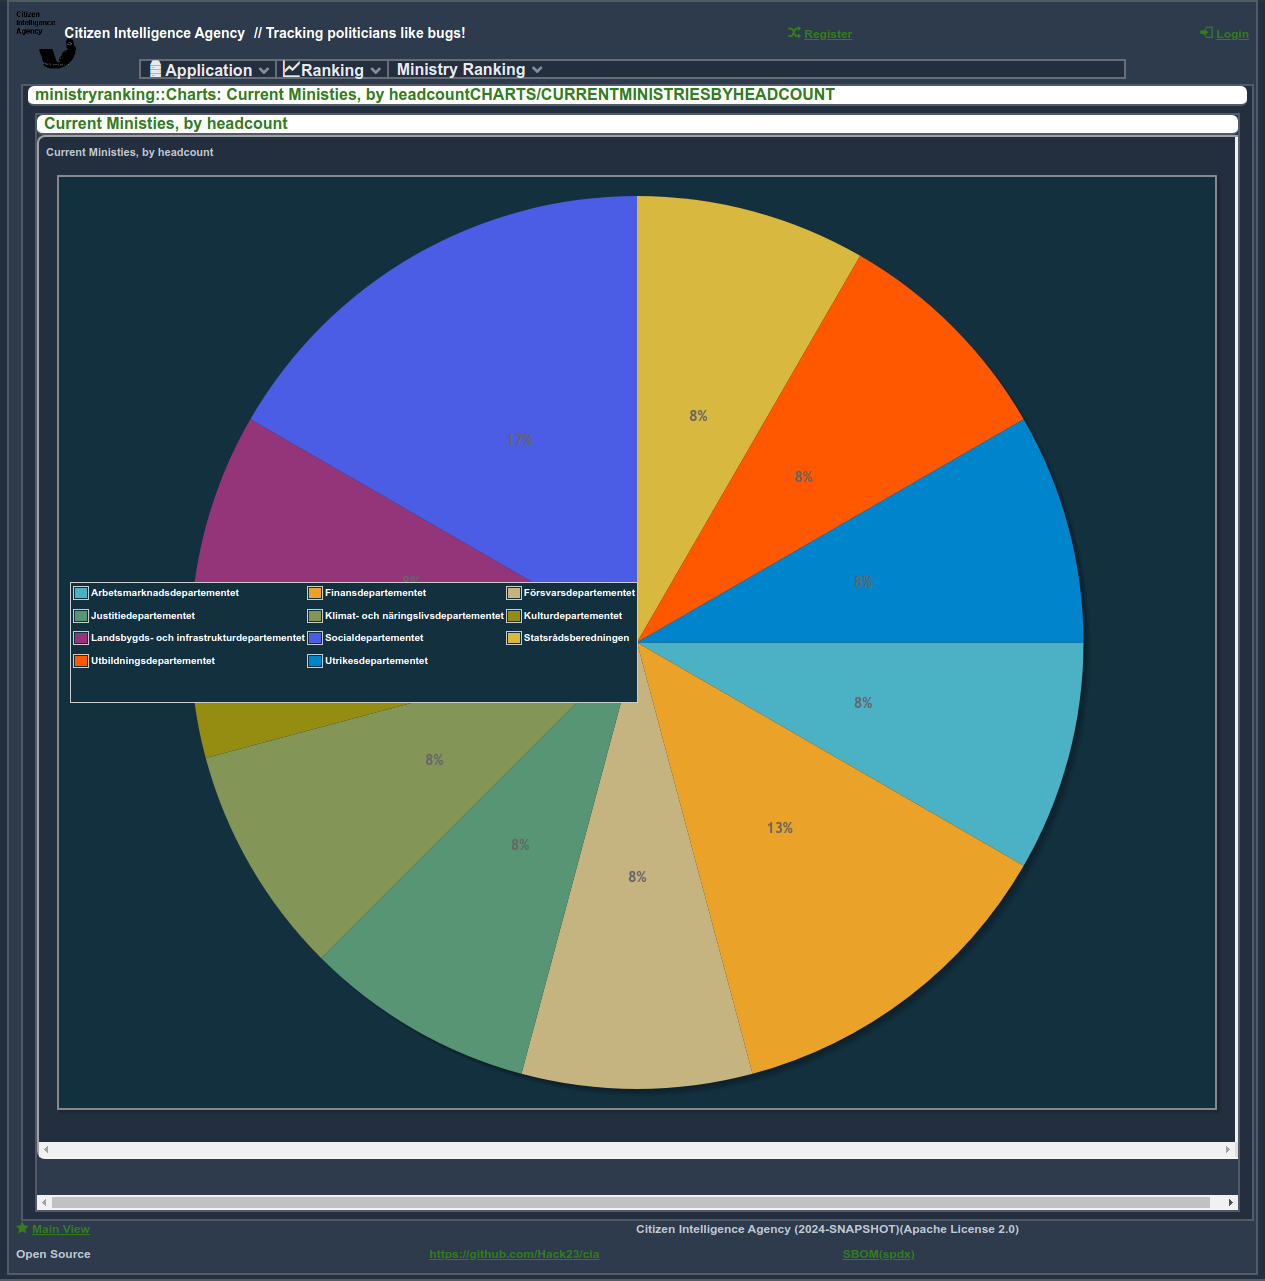 Citizen
Intelligence
Agency
Citizen Intelligence Agency // Tracking politicians like bugs!
Register
Login
Application
Ranking
Ministry Ranking
ministryranking::Charts: Current Ministies, by headcountCHARTS/CURRENTMINISTRIESBYHEADCOUNT
Current Ministies, by headcount
Current Ministies, by headcount
8%
17%
8%
8%
8%
Arbetsmarknadsdepartementet Finansdepartementet Försvarsdepartementet
Justitiedepartementet Klimat- och näringslivsdepartementet Kulturdepartementet
Landsbygds- och infrastrukturdepartementet Socialdepartementet Statsrådsberedningen
Utbildningsdepartementet Utrikesdepartementet
8%
8%
13%
8%
8%
Main View
Citizen Intelligence Agency (2024-SNAPSHOT)(Apache License 2.0)
Open Source
https://github.com/Hack23/cia
SBOM(spdx)